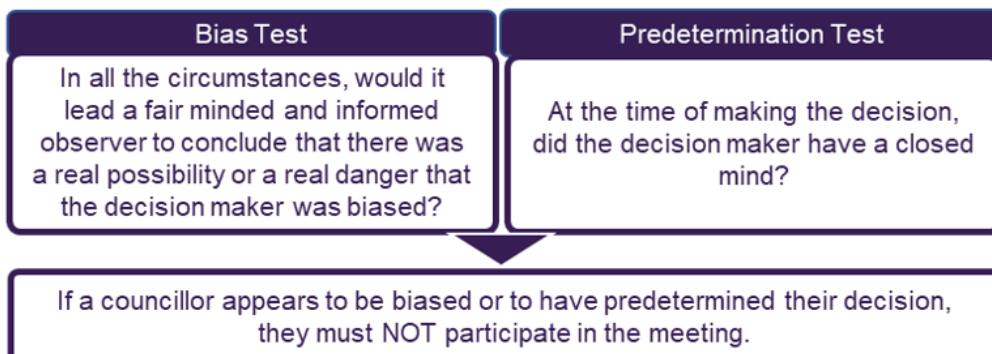 Bias Test
In all the circumstances, would it
lead a fair minded and informed
observer to conclude that there was
a real possibility or a real danger that
the decision maker was biased?
Predetermination Test
At the time of making the decision,
did the decision maker have a closed
mind?
If a councillor appears to be biased or to have predetermined their decision,
they must NOT participate in the meeting.